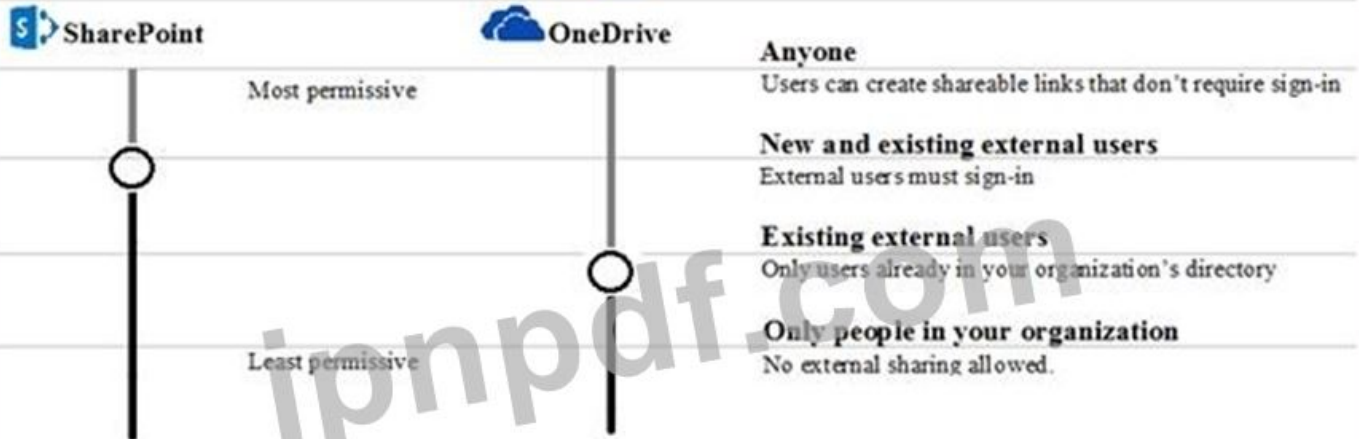 S
SharePoint
OneDrive
Most permissive
Least permissive
Anyone
Users can create shareable links that don't require sign-in
New and existing external users
External users must sign-in
Existing external users
Only users already in your organization's directory
Only people in your organization
No external sharing allowed.
jpnpdf.com